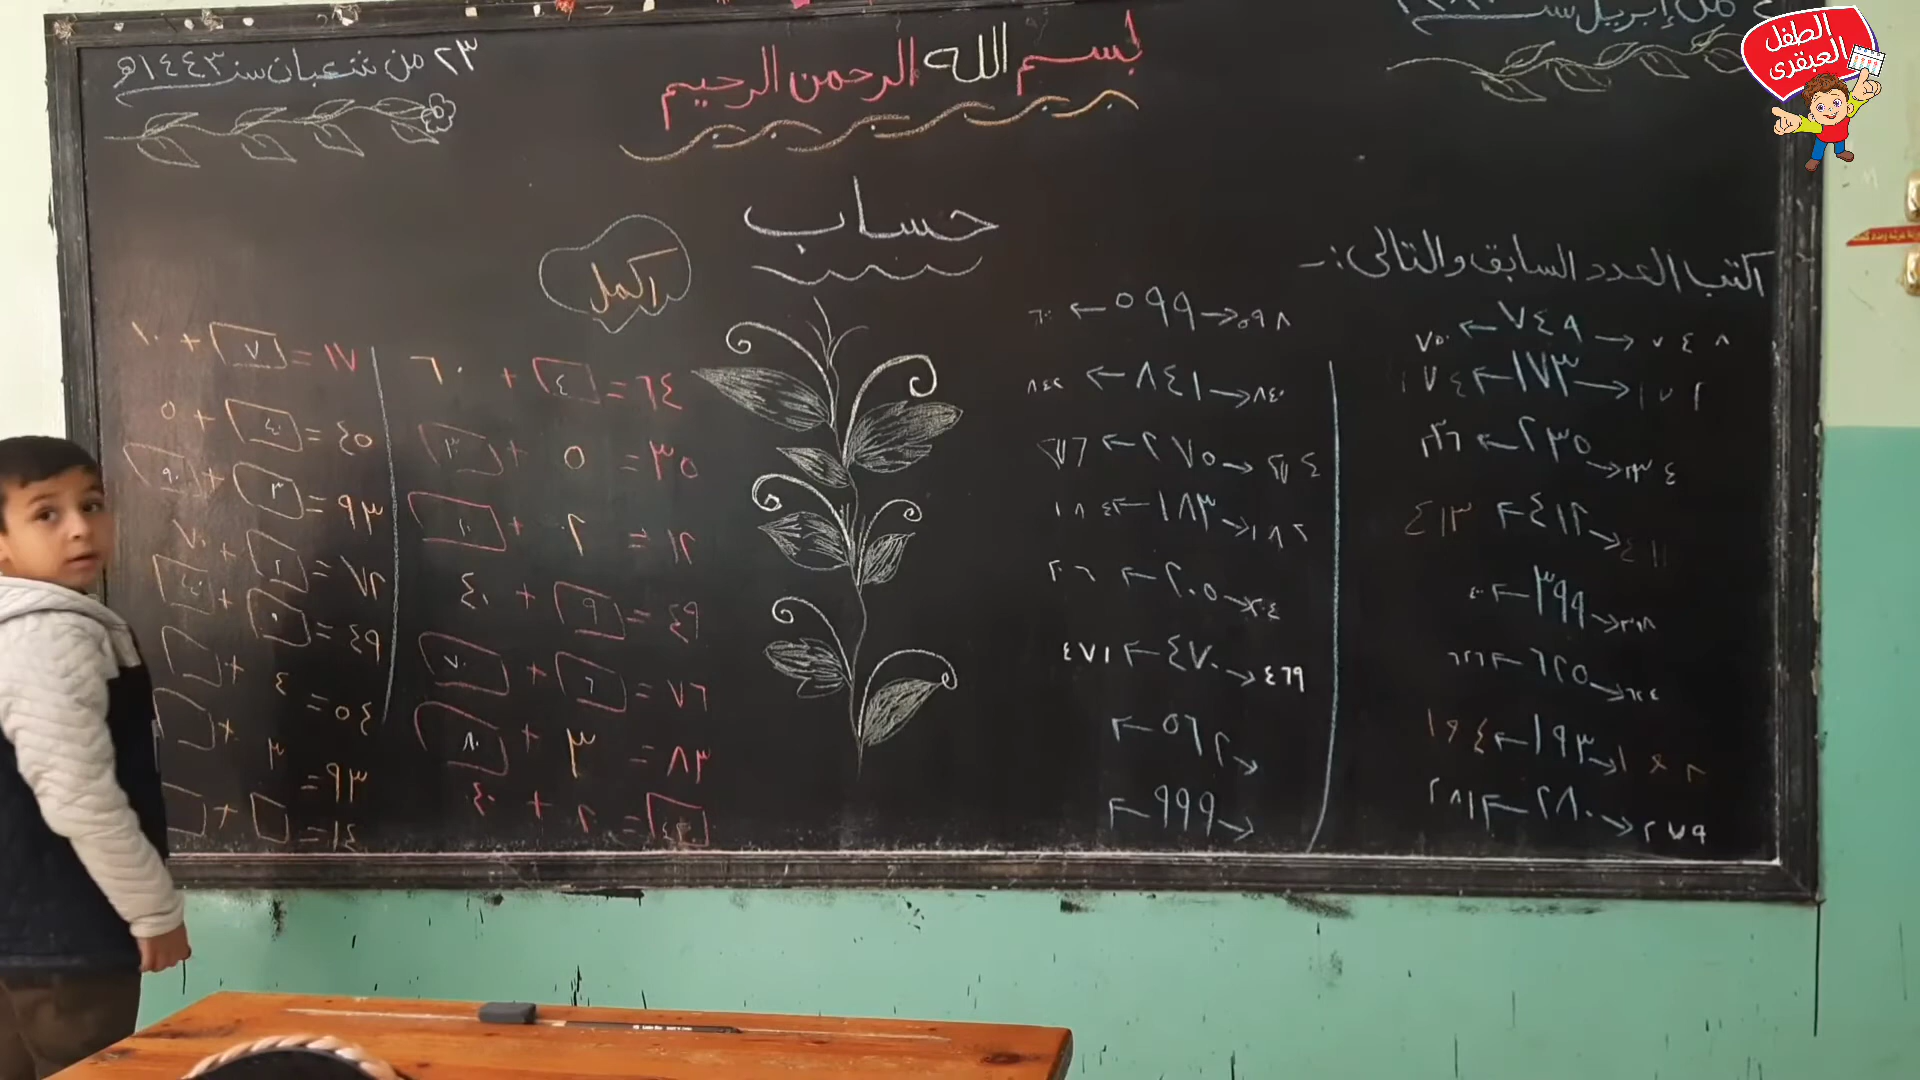 من إبريل سنة
بسم الله الرحمن الرحيم
٢٣ من شعبان سنة ١٤٤٣هـ
الطفل
العبقرى
حساب
اكتب العدد السابق والتالى :-
٧٥٠ ← ٧٤٩ → ٧٤٨
١٧٤ ← ١٧٣ → ١٧٢
٢٣٦ ← ٢٣٥ → ٢٣٤
٤١٣ ← ٤١٢ → ٤١١
٤٠٠ ← ٣٩٩ → ٣٩٨
٦٢٦ ← ٦٢٥ → ٦٢٤
١٩٤ ← ١٩٣ → ١٩٢
٢٨١ ← ٢٨٠ → ٢٧٩
٦٠٠ ← ٥٩٩ → ٥٩٨
٨٤٢ ← ٨٤١ → ٨٤٠
٢٧٦ ← ٢٧٥ → ٢٧٤
١٨٤ ← ١٨٣ → ١٨٢
٢٠٦ ← ٢٠٥ → ٢٠٤
٤٧١ ← ٤٧٠ → ٤٦٩
← ٥٦٢ →
← 999 →
اكمل
٦٠ + ٤ = ٦٤
٣٠ + ٥ = ٣٥
١٠ + ٢ = ١٢
٤٠ + ٩ = ٤٩
٧٠ + ٦ = ٧٦
٨٠ + ٣ = ٨٣
٤٠ + ٢ = ٤٢
١٠ + ٧ = ١٧
٥ + ٤٠ = ٤٥
٩٠ + ٣ = ٩٣
٧٠ + ٢ = ٧٢
٤٠ + ٩ = ٤٩
+ ٤ = ٥٤
+ ٣ = ٩٣
+ = ١٤